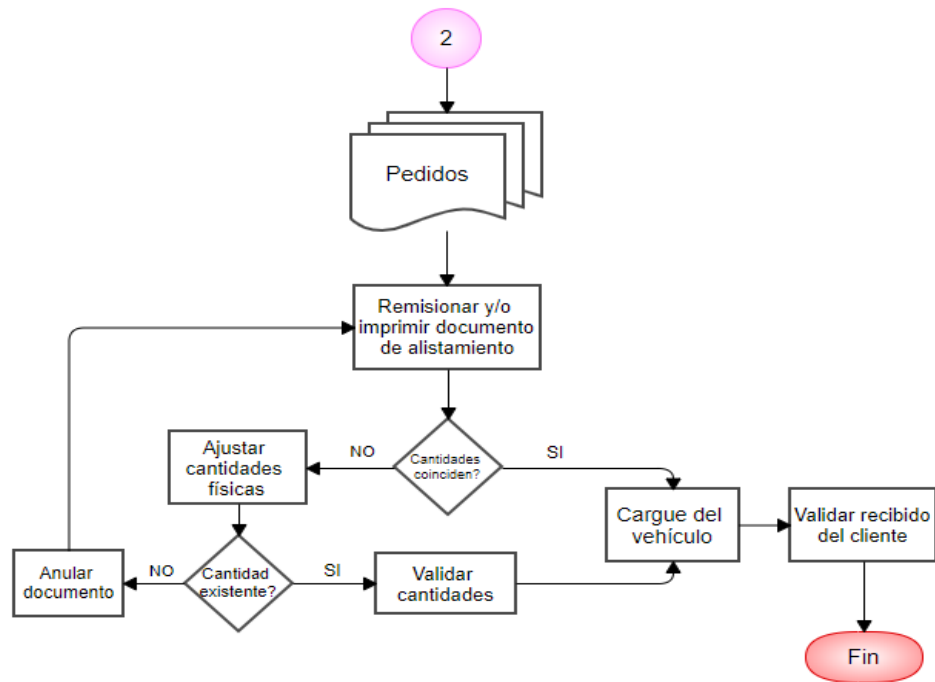 2
Pedidos
Remisionar y/o
imprimir documento
de alistamiento
Cantidades
coinciden?
NO
SI
Ajustar
cantidades
físicas
Cargue del
vehículo
Validar recibido
del cliente
Cantidad
existente?
NO
SI
Anular
documento
Validar
cantidades
Fin